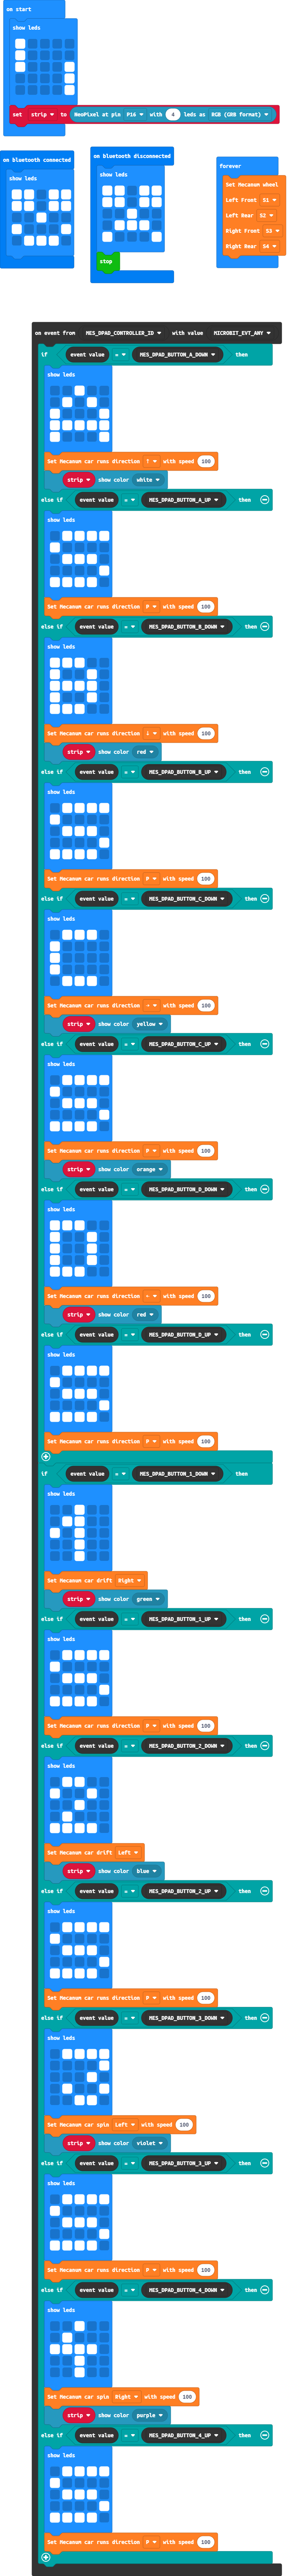 on start
show leds
set strip to NeoPixel at pin P16 with 4 leds as RGB (GRB format)
on bluetooth connected
show leds
on bluetooth disconnected
show leds
stop
forever
Set Mecanum wheel
Left Front S1
Left Rear S2
Right Front S3
Right Rear S4
on event from MES_DPAD_CONTROLLER_ID with value MICROBIT_EVT_ANY
if event value = MES_DPAD_BUTTON_A_DOWN then
show leds
Set Mecanum car runs direction ↑ with speed 100
strip show color white
else if event value = MES_DPAD_BUTTON_A_UP then
show leds
Set Mecanum car runs direction P with speed 100
else if event value = MES_DPAD_BUTTON_B_DOWN then
show leds
Set Mecanum car runs direction ↓ with speed 100
strip show color red
else if event value = MES_DPAD_BUTTON_B_UP then
show leds
Set Mecanum car runs direction P with speed 100
else if event value = MES_DPAD_BUTTON_C_DOWN then
show leds
Set Mecanum car runs direction with speed 100
strip show color yellow
else if event value = MES_DPAD_BUTTON_C_UP then
show leds
Set Mecanum car runs direction P with speed 100
strip show color orange
else if event value = MES_DPAD_BUTTON_D_DOWN then
show leds
Set Mecanum car runs direction with speed 100
strip show color red
else if event value = MES_DPAD_BUTTON_D_UP then
show leds
Set Mecanum car runs direction P with speed 100
if event value = MES_DPAD_BUTTON_1_DOWN then
show leds
Set Mecanum car drift Right
strip show color green
else if event value = MES_DPAD_BUTTON_1_UP then
show leds
Set Mecanum car runs direction P with speed 100
else if event value = MES_DPAD_BUTTON_2_DOWN then
show leds
Set Mecanum car drift Left
strip show color blue
else if event value = MES_DPAD_BUTTON_2_UP then
show leds
Set Mecanum car runs direction P with speed 100
else if event value = MES_DPAD_BUTTON_3_DOWN then
show leds
Set Mecanum car spin Left with speed 100
strip show color violet
else if event value = MES_DPAD_BUTTON_3_UP then
show leds
Set Mecanum car runs direction P with speed 100
else if event value = MES_DPAD_BUTTON_4_DOWN then
show leds
Set Mecanum car spin Right with speed 100
strip show color purple
else if event value = MES_DPAD_BUTTON_4_UP then
show leds
Set Mecanum car runs direction P with speed 100